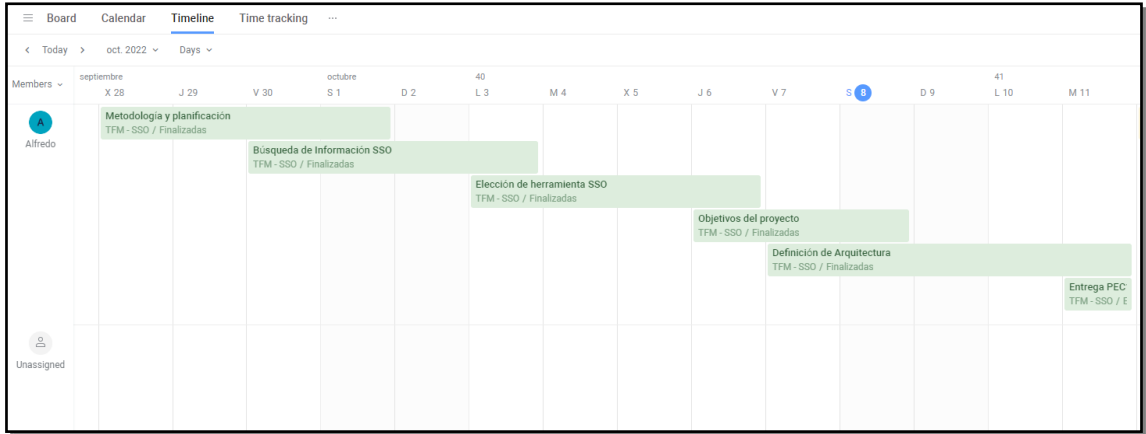 Board Calendar Timeline Time tracking ...
Today oct. 2022 Days
Members septiembre octubre 40 41
X 28 J 29 V 30 S 1 D 2 L 3 M 4 X 5 J 6 V 7 S 8 D 9 L 10 M 11
A
Alfredo
Metodologia y planificación
TFM - SSO / Finalizadas
Búsqueda de Información SSO
TFM - SSO / Finalizadas
Elección de herramienta SSO
TFM - SSO / Finalizadas
Objetivos del proyecto
TFM - SSO / Finalizadas
Definición de Arquitectura
TFM - SSO / Finalizadas
Entrega PEC
TFM - SSO / E
Unassigned